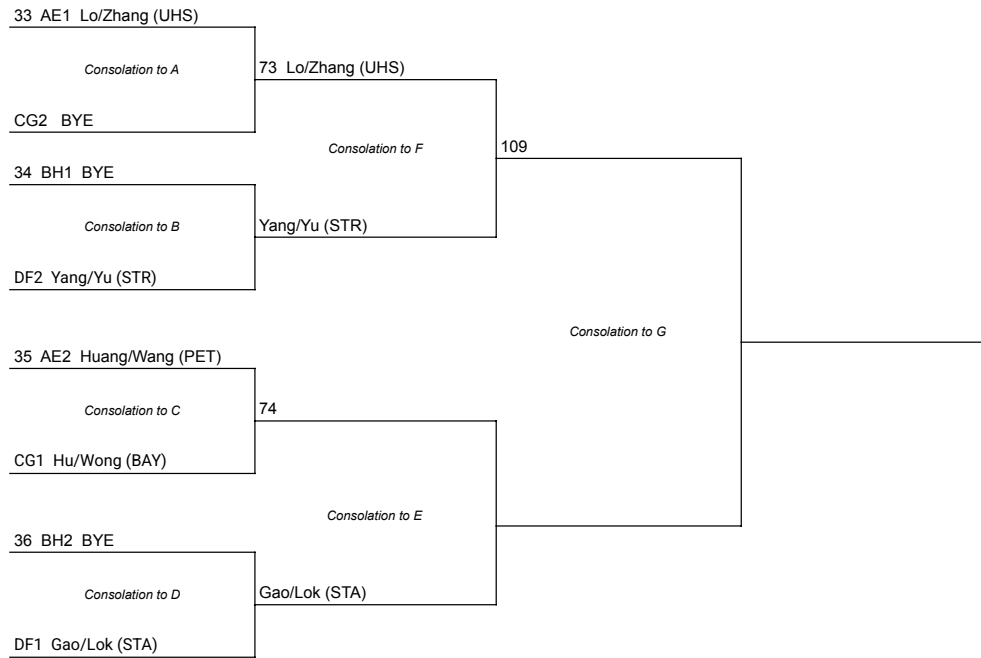 33 AE1 Lo/Zhang (UHS)
Consolation to A
73 Lo/Zhang (UHS)
CG2 BYE
Consolation to F
109
34 BH1 BYE
Consolation to B
Yang/Yu (STR)
DF2 Yang/Yu (STR)
Consolation to G
35 AE2 Huang/Wang (PET)
Consolation to C
74
CG1 Hu/Wong (BAY)
Consolation to E
36 BH2 BYE
Consolation to D
Gao/Lok (STA)
DF1 Gao/Lok (STA)